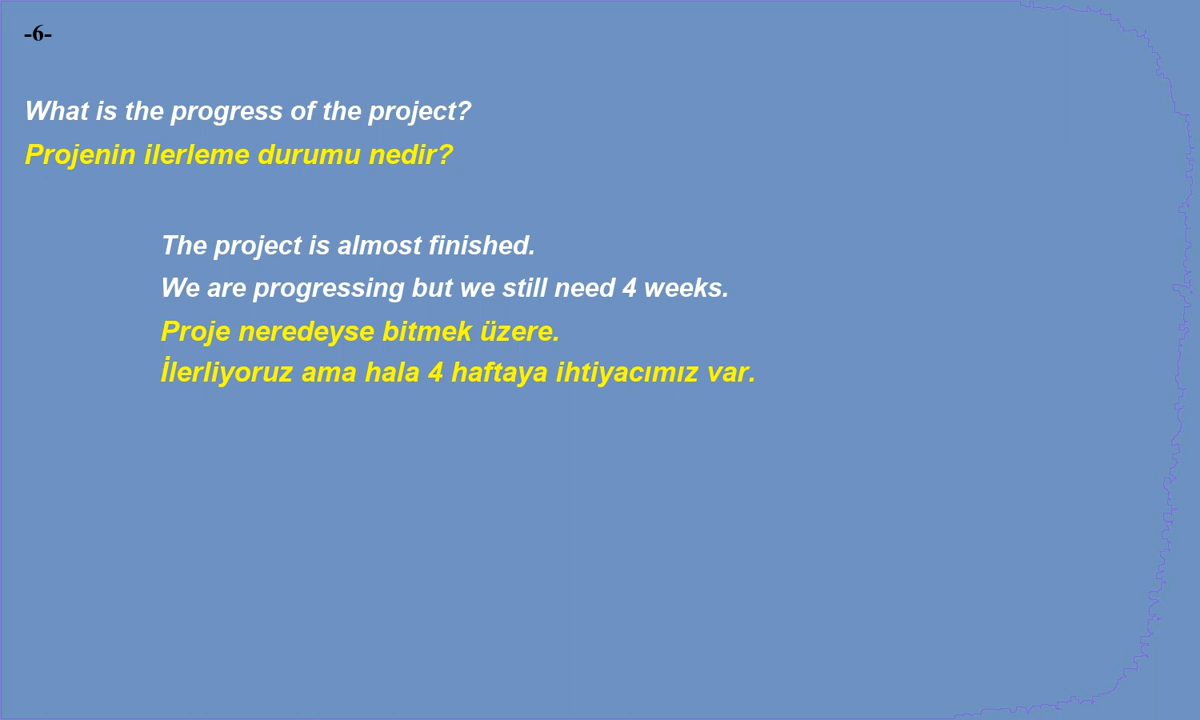 -6-
What is the progress of the project?
Projenin ilerleme durumu nedir?
The project is almost finished.
We are progressing but we still need 4 weeks.
Proje neredeyse bitmek üzere.
İlerliyoruz ama hala 4 haftaya ihtiyacımız var.